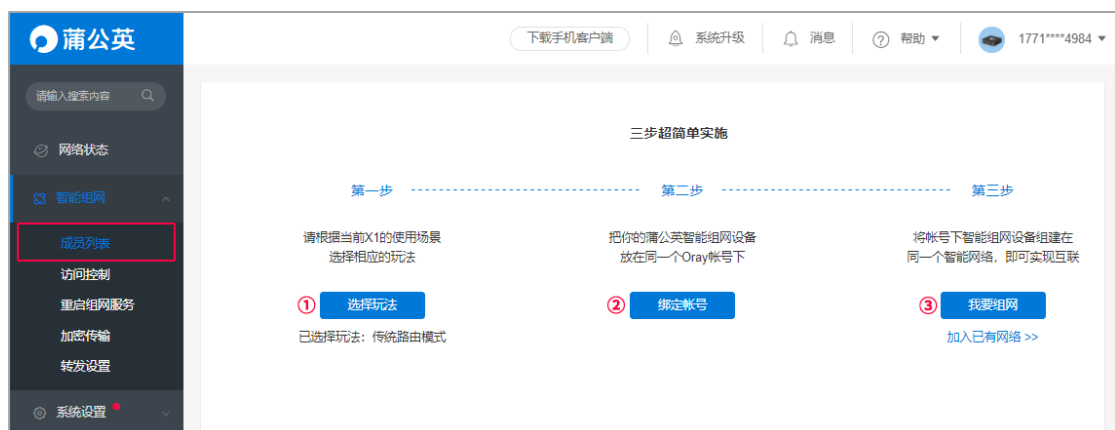 蒲公英
下载手机客户端
系统升级
消息
帮助
1771****4984
请输入搜索内容
网络状态
智能组网
成员列表
访问控制
重启组网服务
加密传输
转发设置
系统设置
三步超简单实施
第一步
第二步
第三步
请根据当前X1的使用场景
选择相应的玩法
把你的蒲公英智能组网设备
放在同一个Oray帐号下
将帐号下智能组网设备组建在
同一个智能网络，即可实现互联
① 选择玩法
② 绑定帐号
③ 我要组网
已选择玩法：传统路由模式
加入已有网络 >>